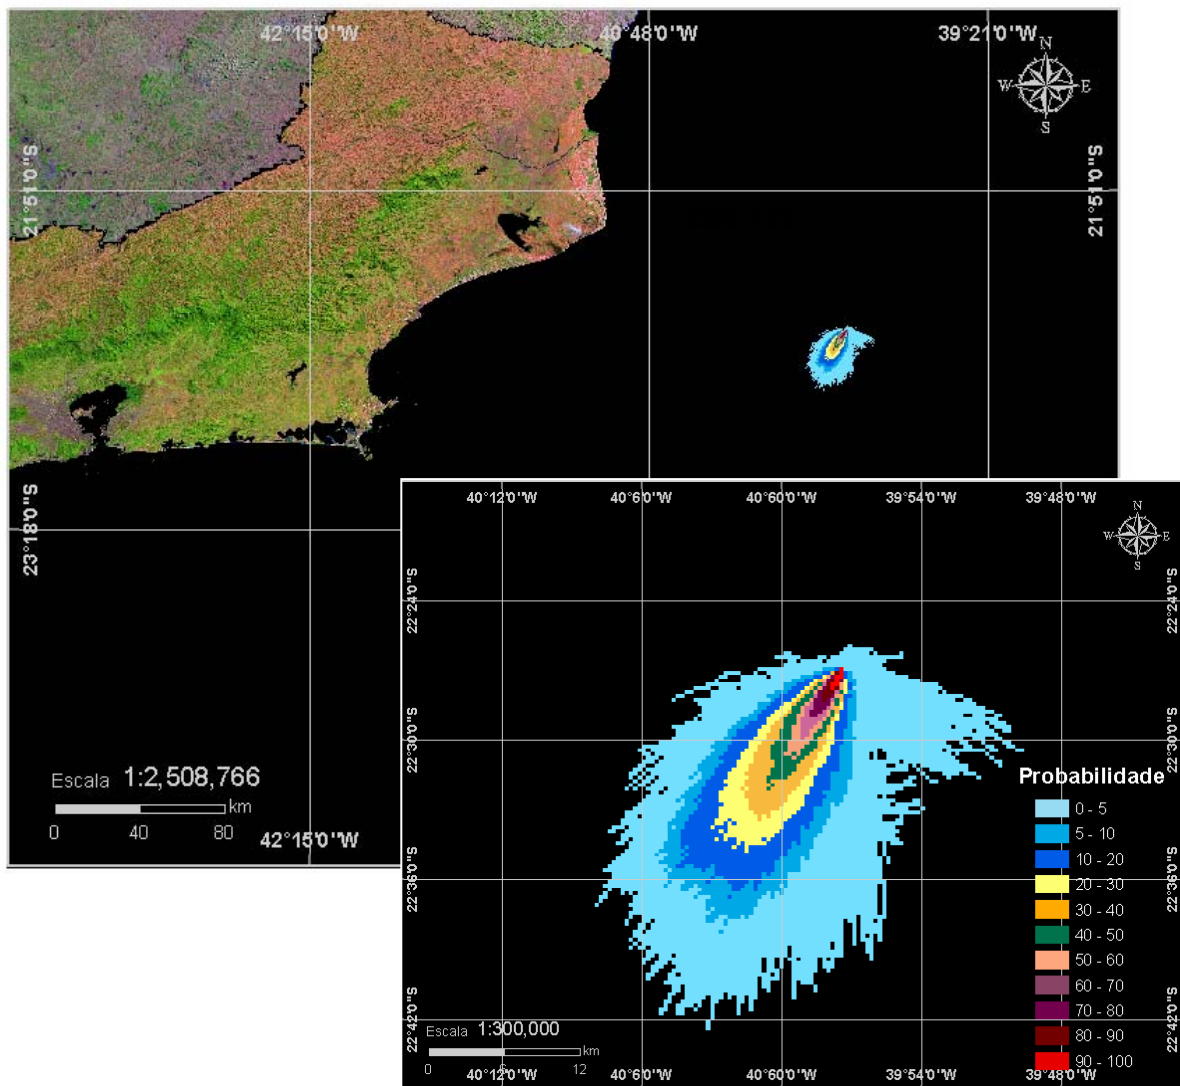 42°15'0"W 40°48'0"W 39°21'0"W
N
W E
S
21°51'0"S 21°51'0"S
23°18'0"S
Escala 1:2,508,766
km
0 40 80
42°15'0"W
40°12'0"W 40°6'0"W 40°60'0"W 39°54'0"W 39°48'0"W
N
W E
S
22°24'0"S 22°24'0"S
22°30'0"S 22°30'0"S
22°36'0"S 22°36'0"S
22°42'0"S 22°42'0"S
Probabilidade
0 - 5
5 - 10
10 - 20
20 - 30
30 - 40
40 - 50
50 - 60
60 - 70
70 - 80
80 - 90
90 - 100
Escala 1:300,000
km
0 6 12
40°12'0"W 40°6'0"W 40°60'0"W 39°54'0"W 39°48'0"W